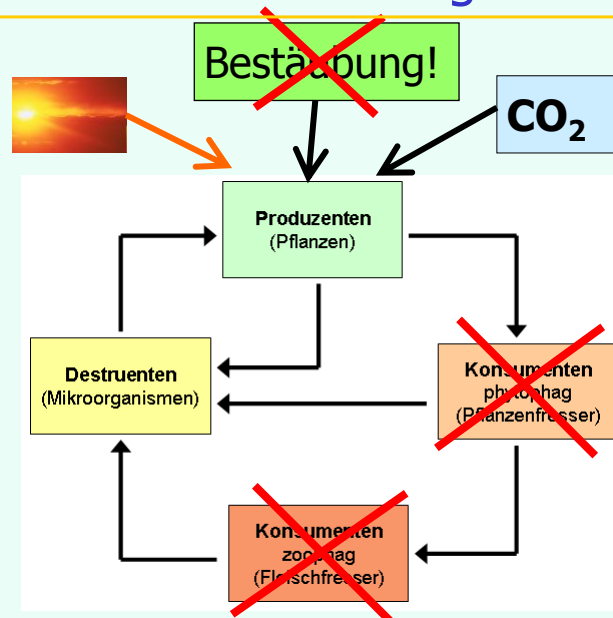 Bestäubung!
CO₂
Produzenten
(Pflanzen)
Destruenten
(Mikroorganismen)
Konsumenten
phytophag
(Pflanzenfresser)
Konsumenten
zoophag
(Fleischfresser)